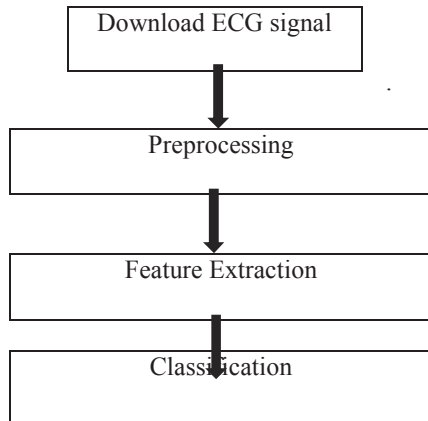 Download ECG signal
Preprocessing
Feature Extraction
Classification